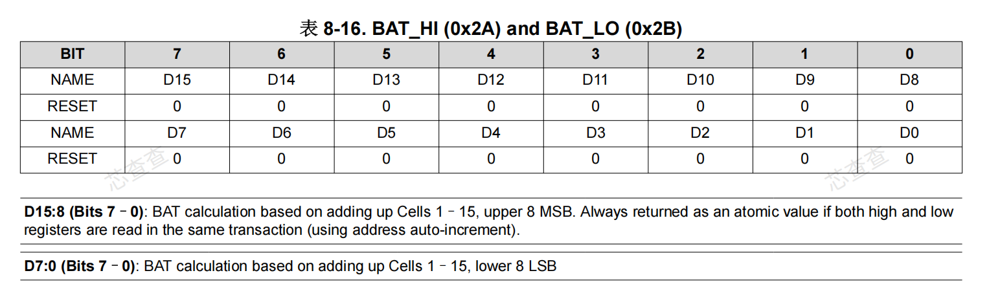 表 8-16. BAT_HI (0x2A) and BAT_LO (0x2B)
BIT 7 6 5 4 3 2 1 0
NAME D15 D14 D13 D12 D11 D10 D9 D8
RESET 0 0 0 0 0 0 0 0
NAME D7 D6 D5 D4 D3 D2 D1 D0
RESET 0 0 0 0 0 0 0 0
芯查查 芯查查
D15:8 (Bits 7–0): BAT calculation based on adding up Cells 1–15, upper 8 MSB. Always returned as an atomic value if both high and low
registers are read in the same transaction (using address auto-increment).
D7:0 (Bits 7–0): BAT calculation based on adding up Cells 1–15, lower 8 LSB